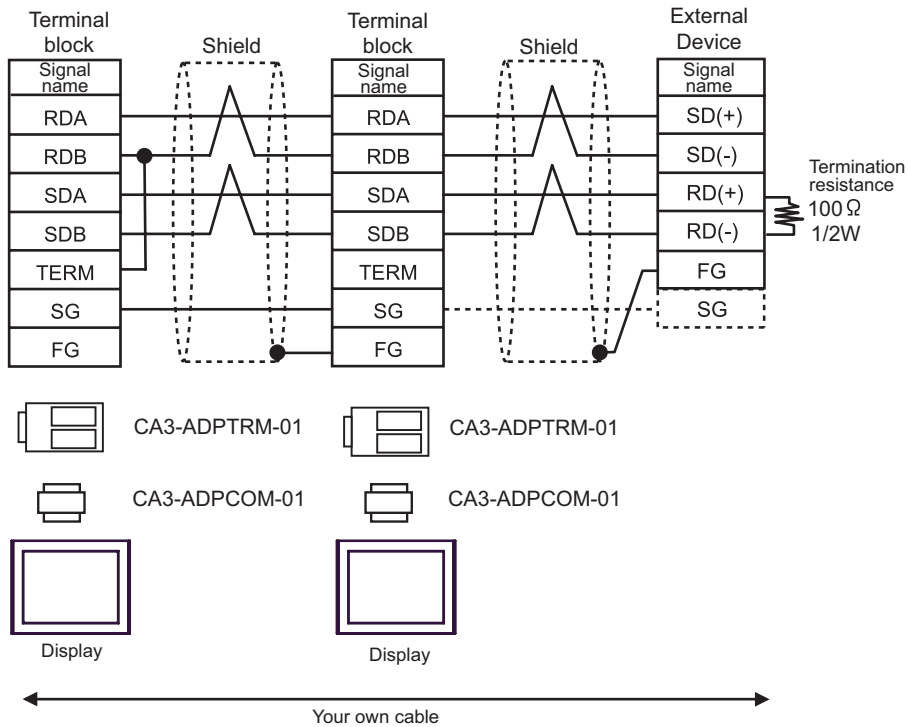 Terminal
block
Shield
Terminal
block
Shield
External
Device
Signal
name
RDA
RDB
SDA
SDB
TERM
SG
FG
Signal
name
RDA
RDB
SDA
SDB
TERM
SG
FG
Signal
name
SD(+)
SD(-)
RD(+)
RD(-)
FG
SG
Termination
resistance
100 Ω
1/2W
CA3-ADPTRM-01
CA3-ADPTRM-01
CA3-ADPCOM-01
CA3-ADPCOM-01
Display
Display
Your own cable